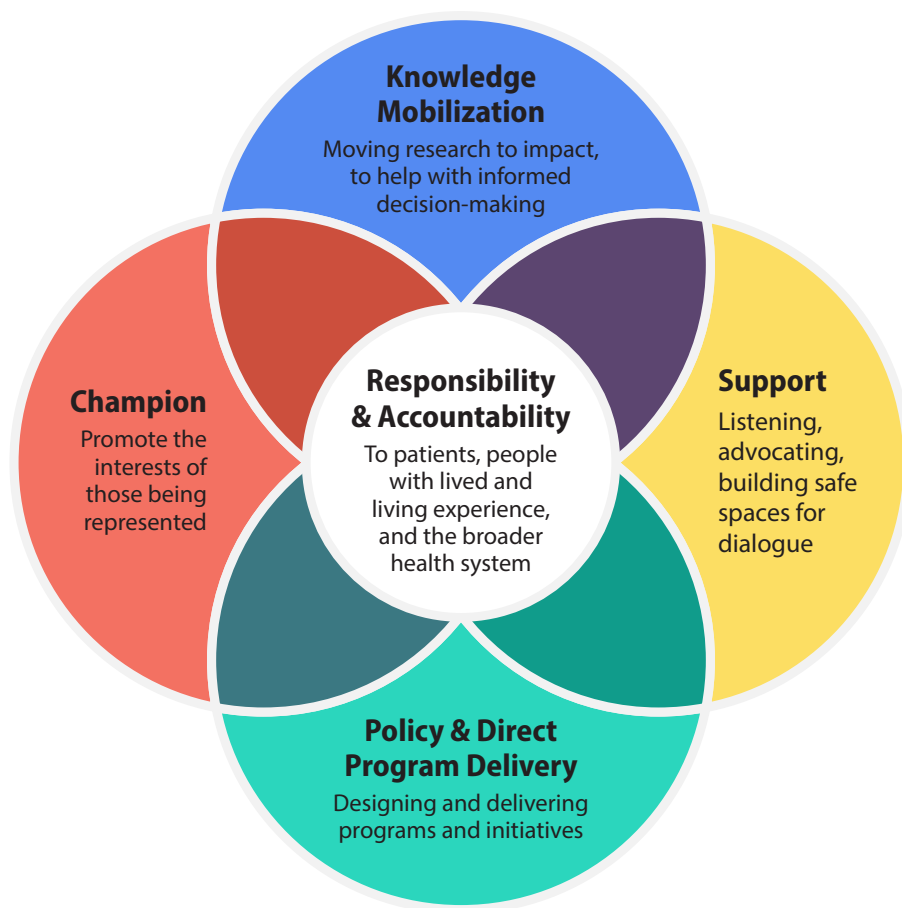 Knowledge
Mobilization
Moving research to impact,
to help with informed
decision-making
Champion
Promote the
interests of
those being
represented
Responsibility
& Accountability
To patients, people
with lived and
living experience,
and the broader
health system
Support
Listening,
advocating,
building safe
spaces for
dialogue
Policy & Direct
Program Delivery
Designing and delivering
programs and initiatives